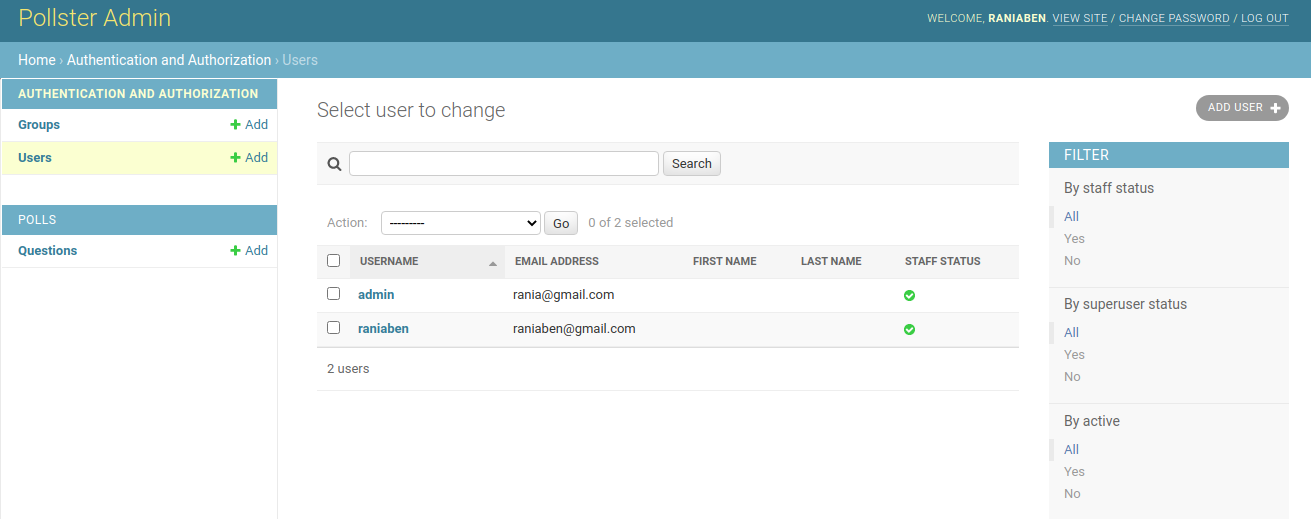 Pollster Admin
WELCOME, RANIABEN. VIEW SITE / CHANGE PASSWORD / LOG OUT
Home › Authentication and Authorization › Users
AUTHENTICATION AND AUTHORIZATION
Groups Add
Users Add
POLLS
Questions Add
Select user to change
ADD USER
Search
Action: --------- Go 0 of 2 selected
USERNAME EMAIL ADDRESS FIRST NAME LAST NAME STAFF STATUS
admin rania@gmail.com
raniaben raniaben@gmail.com
2 users
FILTER
By staff status
All
Yes
No
By superuser status
All
Yes
No
By active
All
Yes
No